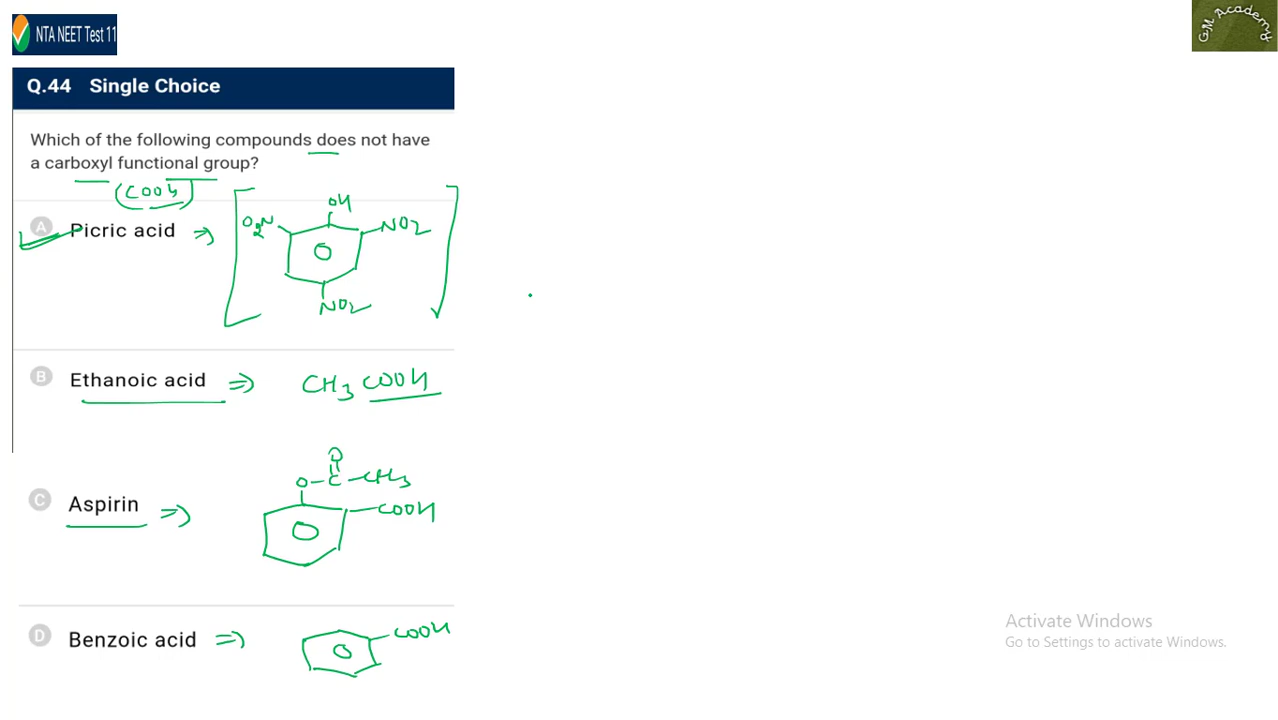 NTA NEET Test 11
GM Academy
Q.44 Single Choice
Which of the following compounds does not have
a carboxyl functional group?
(COOH)
OH
O2N
NO2
A Picric acid ⇒
NO2
B Ethanoic acid ⇒ CH3COOH
O
O-C-CH3
COOH
C Aspirin ⇒
COOH
D Benzoic acid ⇒
Activate Windows
Go to Settings to activate Windows.